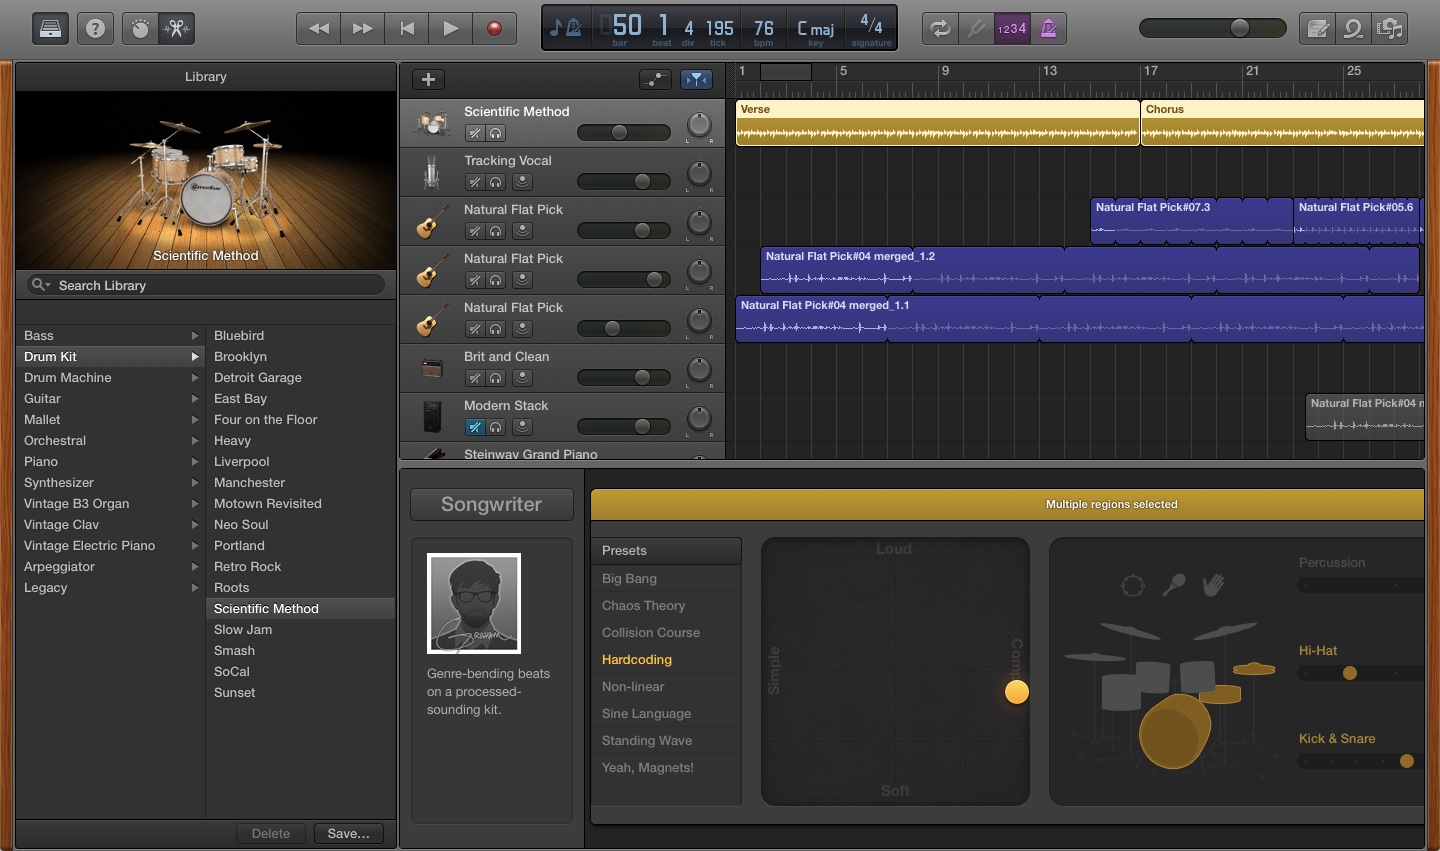 50 1 4 195 76 C maj 4/4
bar beat div tick bpm key signature
1234
Library
Scientific Method
Search Library
Bass
Drum Kit
Drum Machine
Guitar
Mallet
Orchestral
Piano
Synthesizer
Vintage B3 Organ
Vintage Clav
Vintage Electric Piano
Arpeggiator
Legacy
Bluebird
Brooklyn
Detroit Garage
East Bay
Four on the Floor
Heavy
Liverpool
Manchester
Motown Revisited
Neo Soul
Portland
Retro Rock
Roots
Scientific Method
Slow Jam
Smash
SoCal
Sunset
Delete Save...
1 5 9 13 17 21 25
Scientific Method
L R
Verse Chorus
Tracking Vocal
L R
Natural Flat Pick
L R
Natural Flat Pick#07.3 Natural Flat Pick#05.6
Natural Flat Pick
L R
Natural Flat Pick#04 merged_1.2
Natural Flat Pick
L R
Natural Flat Pick#04 merged_1.1
Brit and Clean
L R
Modern Stack
L R
Natural Flat Pick#04 m
Steinway Grand Piano
Songwriter
Genre-bending beats
on a processed-
sounding kit.
Multiple regions selected
Presets
Big Bang
Chaos Theory
Collision Course
Hardcoding
Non-linear
Sine Language
Standing Wave
Yeah, Magnets!
Loud
Simple
Comp
Soft
Percussion
Hi-Hat
Kick & Snare